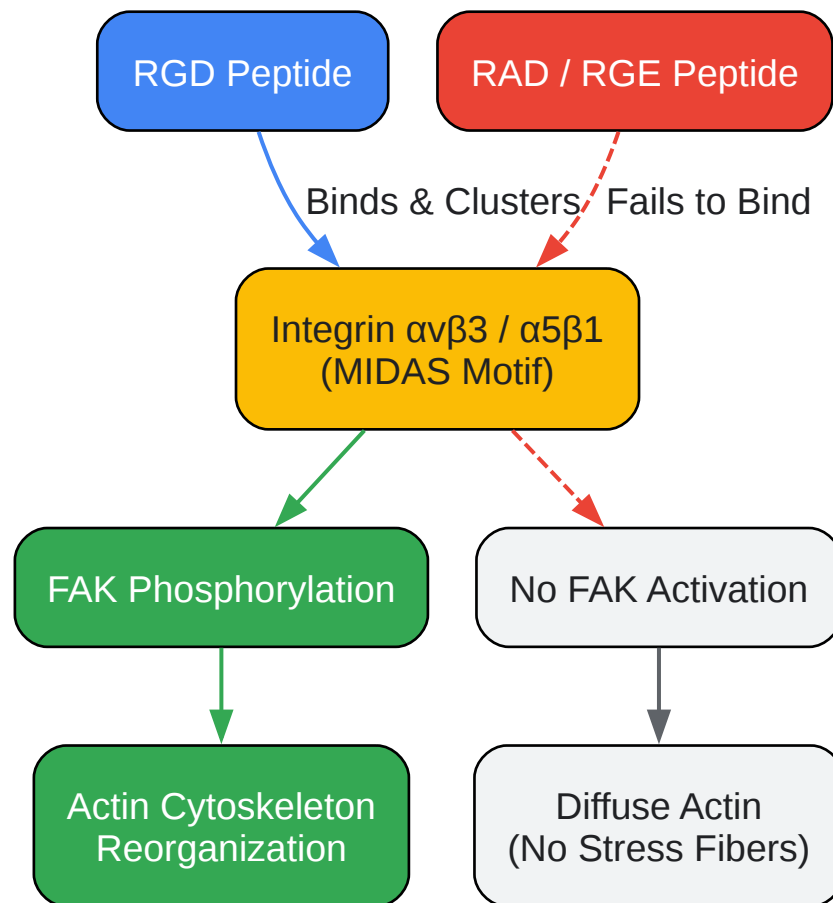 RGD Peptide
RAD / RGE Peptide
Binds & Clusters
Fails to Bind
Integrin αvβ3 / α5β1
(MIDAS Motif)
FAK Phosphorylation
No FAK Activation
Actin Cytoskeleton
Reorganization
Diffuse Actin
(No Stress Fibers)